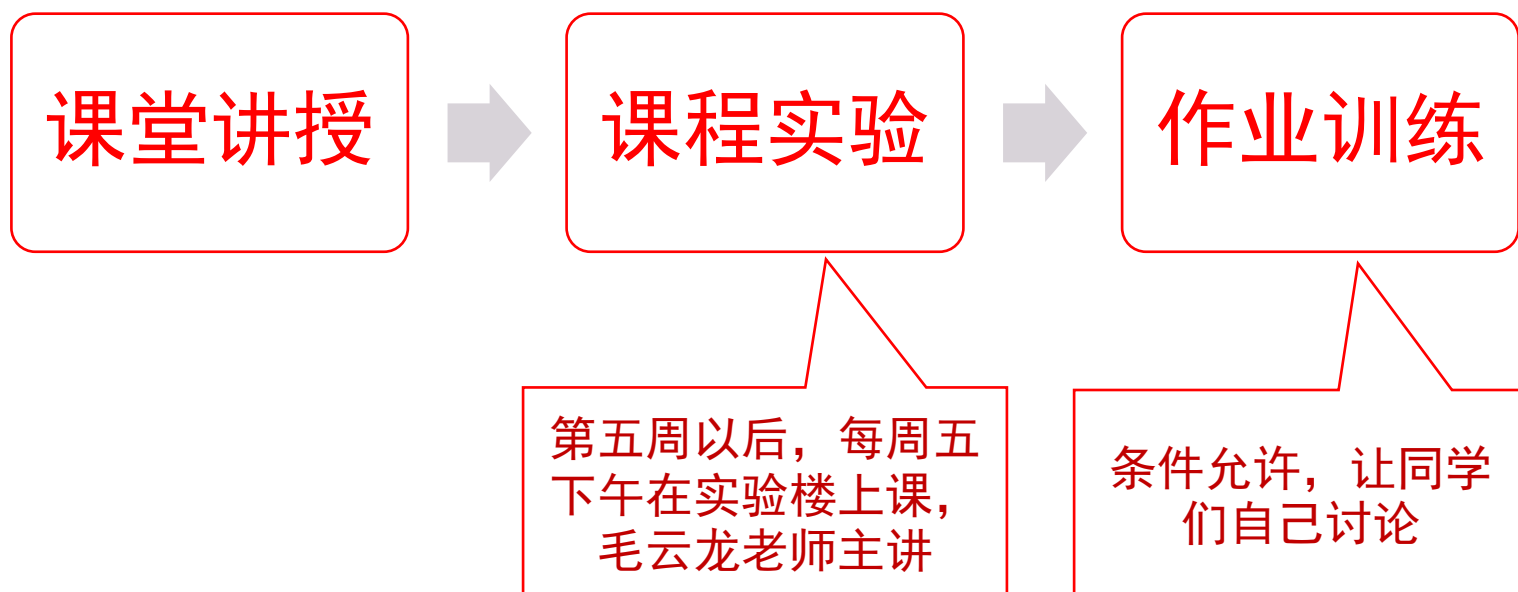 课堂讲授
课程实验
作业训练
第五周以后，每周五
下午在实验楼上课，
毛云龙老师主讲
条件允许，让同学
们自己讨论